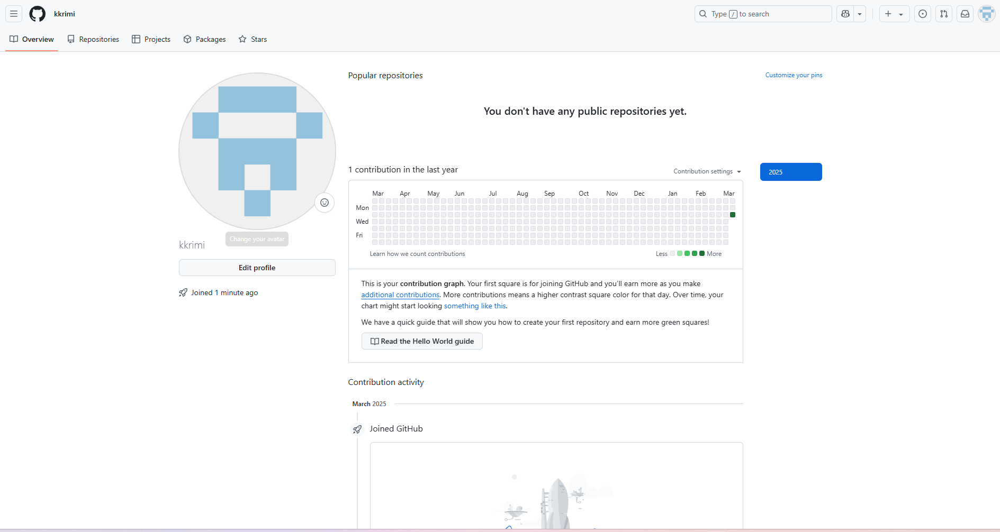 kkrimi
Type / to search
Overview
Repositories
Projects
Packages
Stars
Change your avatar
kkrimi
Edit profile
Joined 1 minute ago
Popular repositories
Customize your pins
You don't have any public repositories yet.
1 contribution in the last year
Contribution settings
2025
Mar Apr May Jun Jul Aug Sep Oct Nov Dec Jan Feb Mar
Mon
Wed
Fri
Learn how we count contributions
Less
More
This is your contribution graph. Your first square is for joining GitHub and you’ll earn more as you make
additional contributions. More contributions means a higher contrast square color for that day. Over time, your
chart might start looking something like this.
We have a quick guide that will show you how to create your first repository and earn more green squares!
Read the Hello World guide
Contribution activity
March 2025
Joined GitHub